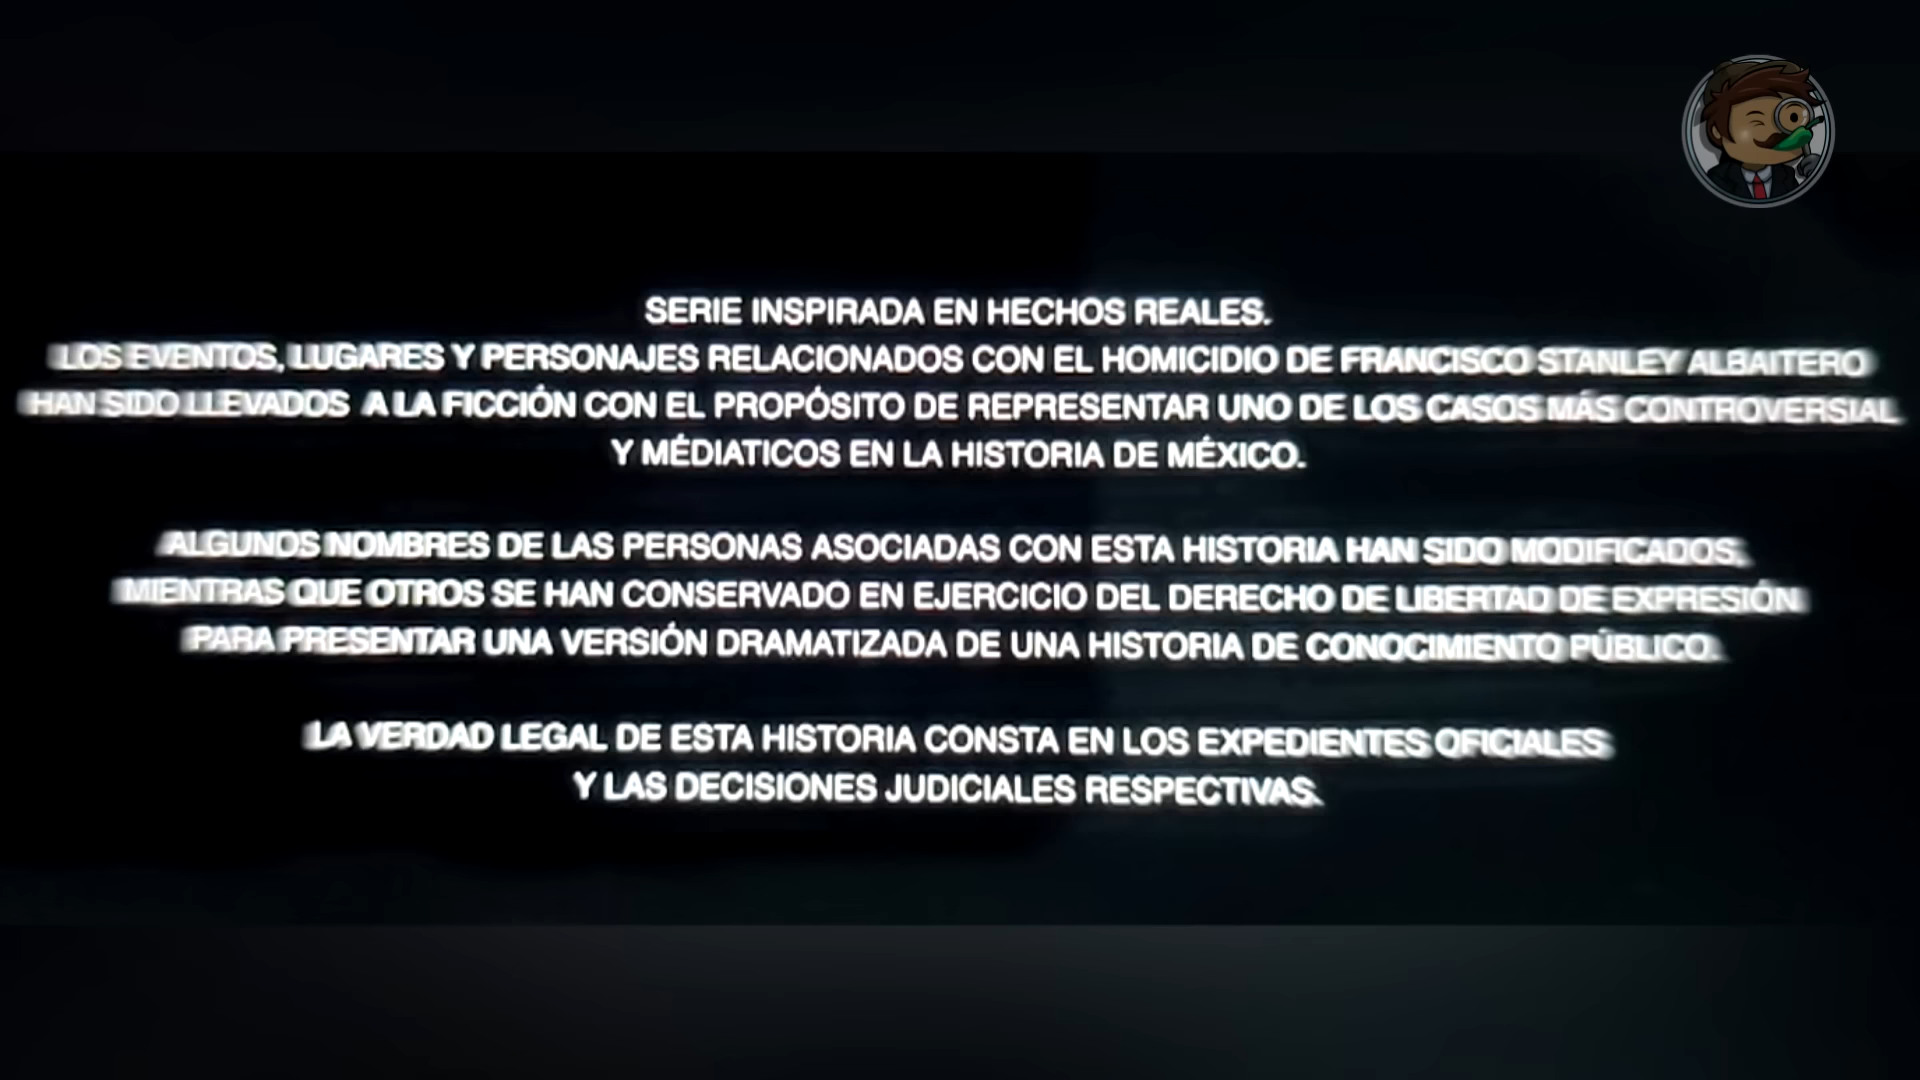 SERIE INSPIRADA EN HECHOS REALES.
LOS EVENTOS, LUGARES Y PERSONAJES RELACIONADOS CON EL HOMICIDIO DE FRANCISCO STANLEY ALBAITERO
HAN SIDO LLEVADOS A LA FICCIÓN CON EL PROPÓSITO DE REPRESENTAR UNO DE LOS CASOS MÁS CONTROVERSIAL
Y MÉDIATICOS EN LA HISTORIA DE MÉXICO.
ALGUNOS NOMBRES DE LAS PERSONAS ASOCIADAS CON ESTA HISTORIA HAN SIDO MODIFICADOS,
MIENTRAS QUE OTROS SE HAN CONSERVADO EN EJERCICIO DEL DERECHO DE LIBERTAD DE EXPRESIÓN
PARA PRESENTAR UNA VERSIÓN DRAMATIZADA DE UNA HISTORIA DE CONOCIMIENTO PÚBLICO.
LA VERDAD LEGAL DE ESTA HISTORIA CONSTA EN LOS EXPEDIENTES OFICIALES
Y LAS DECISIONES JUDICIALES RESPECTIVAS.